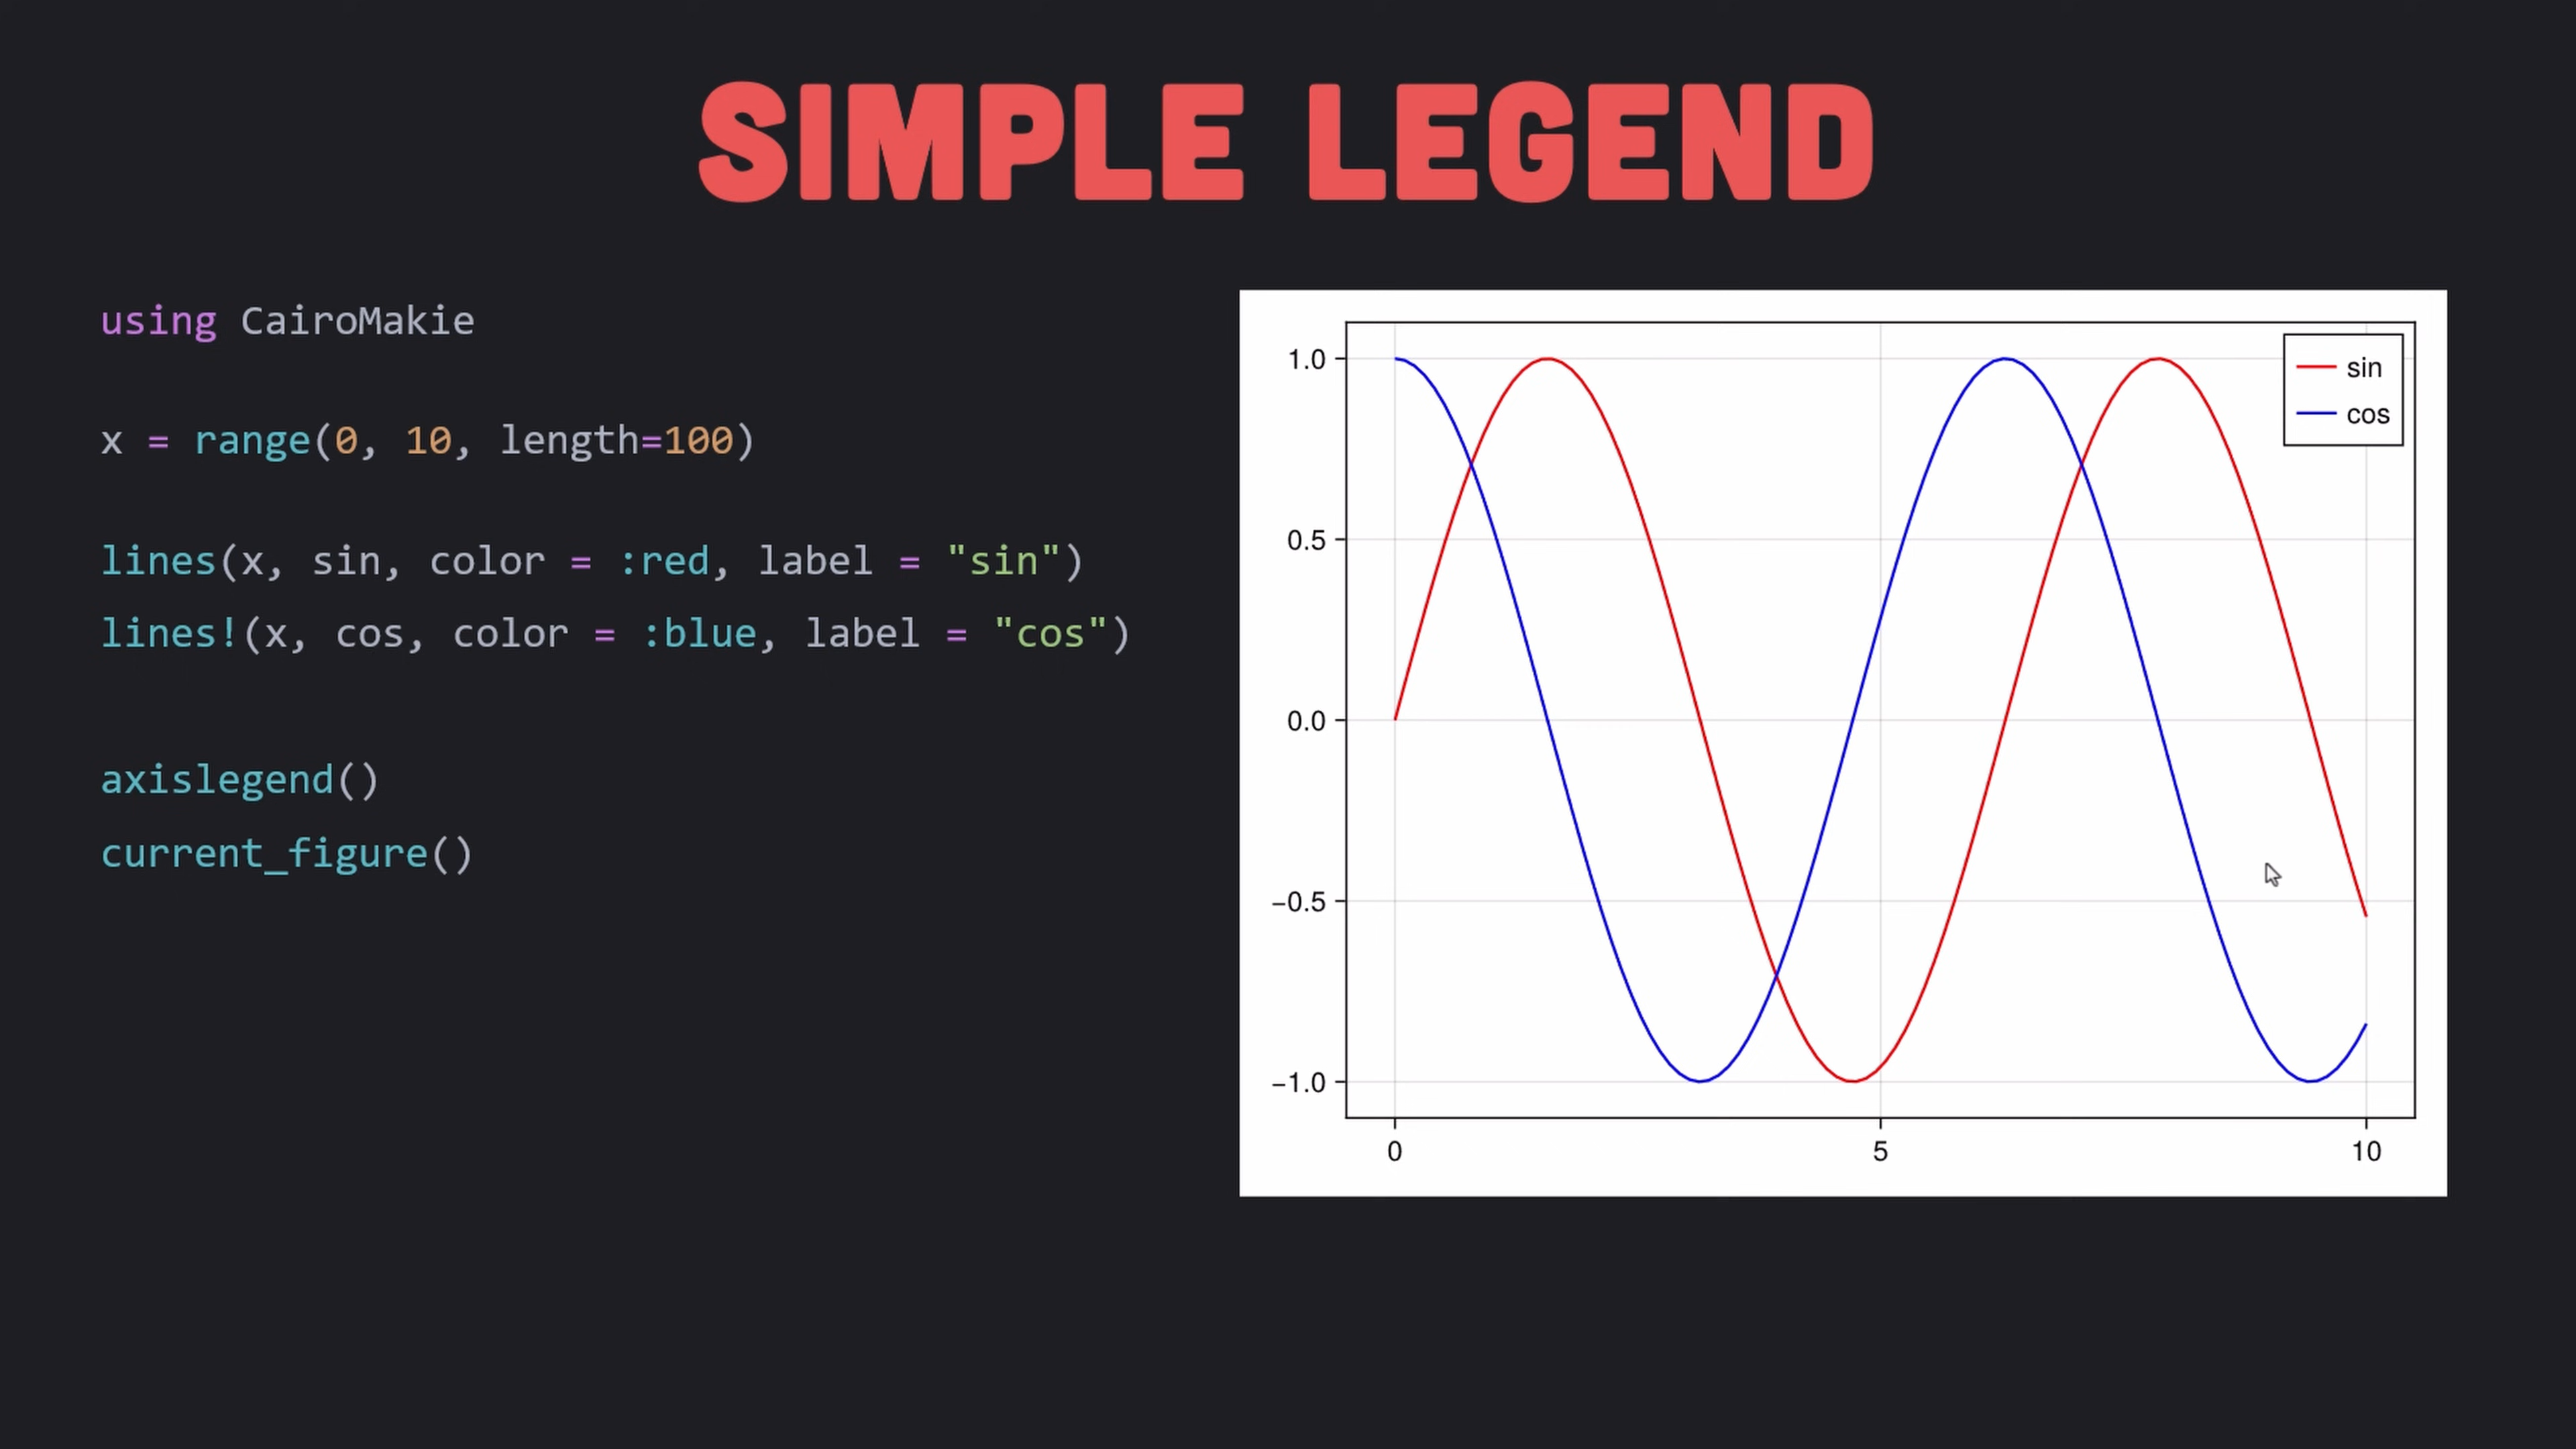 SIMPLE LEGEND
using CairoMakie
x = range(0, 10, length=100)
lines(x, sin, color = :red, label = "sin")
lines!(x, cos, color = :blue, label = "cos")
axislegend()
current_figure()
sin
cos
1.0
0.5
0.0
−0.5
−1.0
0 5 10